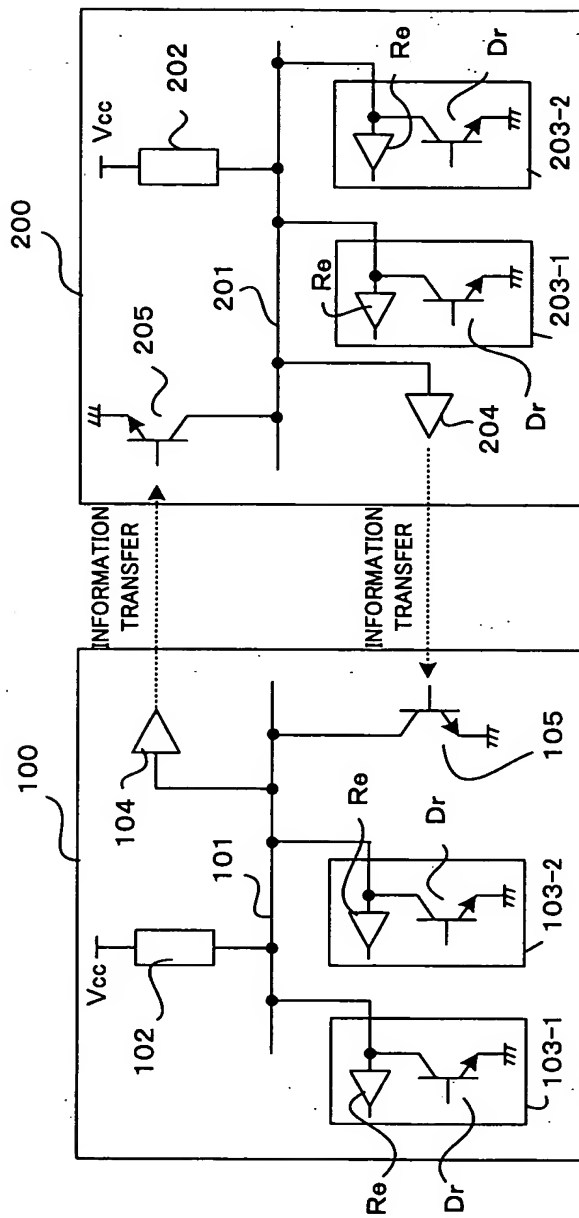 100
Vcc
102
101
104
INFORMATION
TRANSFER
Re
Dr
103-1
Re
Dr
103-2
105
INFORMATION
TRANSFER
200
205
Vcc
202
201
204
Re
Dr
203-1
Re
Dr
203-2